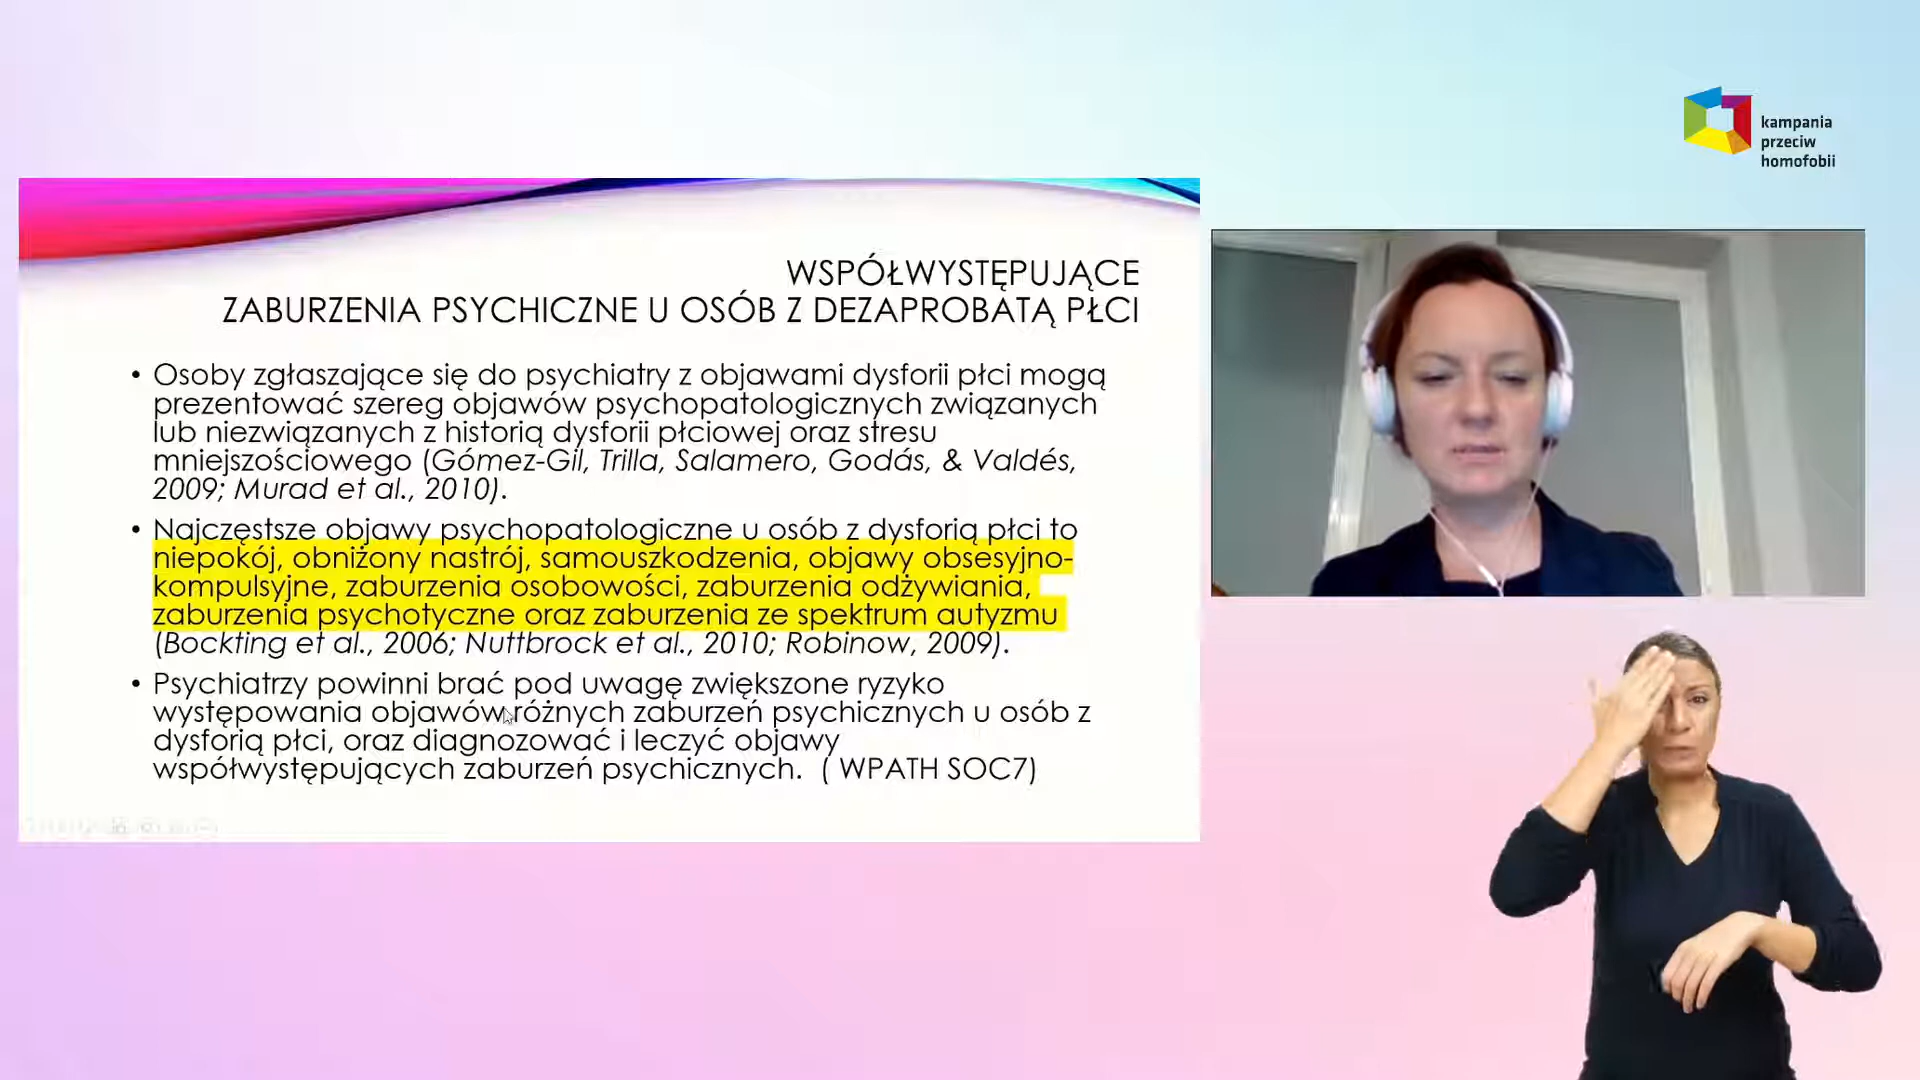 kampania
przeciw
homofobii
WSPÓŁWYSTĘPUJĄCE
ZABURZENIA PSYCHICZNE U OSÓB Z DEZAPROBATĄ PŁCI
• Osoby zgłaszające się do psychiatry z objawami dysforii płci mogą
prezentować szereg objawów psychopatologicznych związanych
lub niezwiązanych z historią dysforii płciowej oraz stresu
mniejszościowego (Gómez-Gil, Trilla, Salamero, Godás, & Valdés,
2009; Murad et al., 2010).
• Najczęstsze objawy psychopatologiczne u osób z dysforią płci to
niepokój, obniżony nastrój, samouszkodzenia, objawy obsesyjno-
kompulsyjne, zaburzenia osobowości, zaburzenia odżywiania,
zaburzenia psychotyczne oraz zaburzenia ze spektrum autyzmu
(Bockting et al., 2006; Nuttbrock et al., 2010; Robinow, 2009).
• Psychiatrzy powinni brać pod uwagę zwiększone ryzyko
występowania objawów różnych zaburzeń psychicznych u osób z
dysforią płci, oraz diagnozować i leczyć objawy
współwystępujących zaburzeń psychicznych. ( WPATH SOC7)